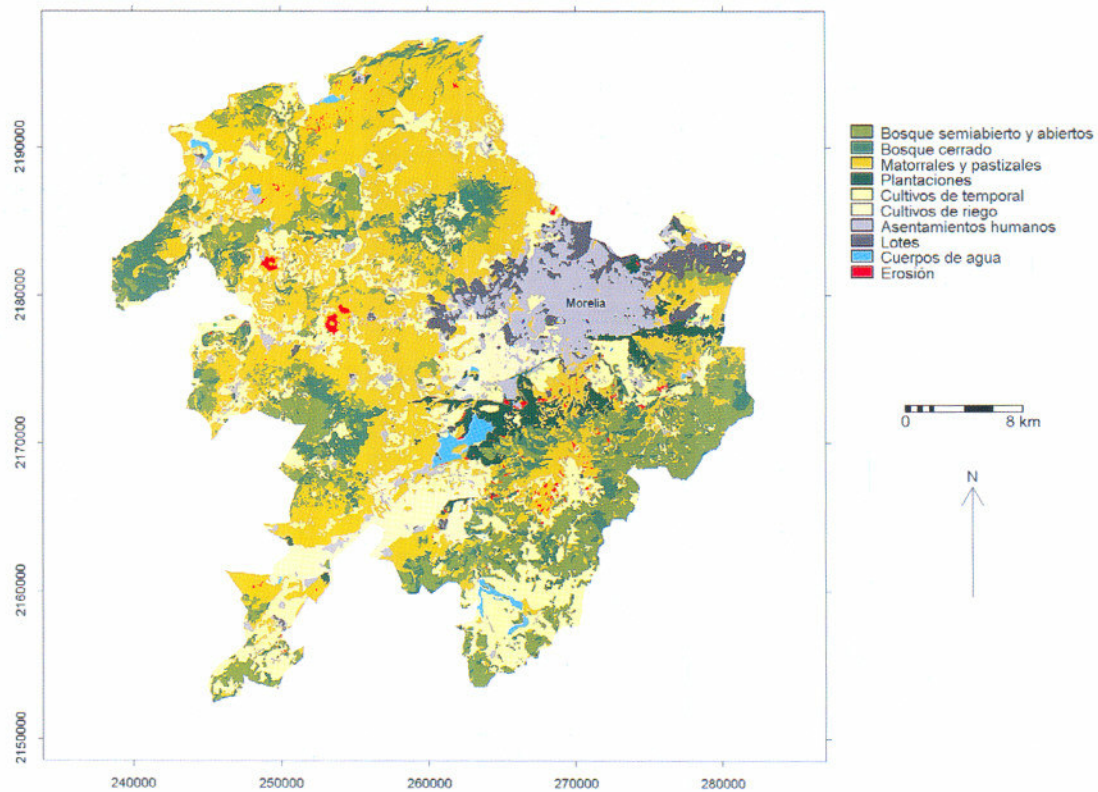 2190000
2180000
2170000
2160000
2150000
240000 250000 260000 270000 280000
Morelia
Bosque semiabierto y abiertos
Bosque cerrado
Matorrales y pastizales
Plantaciones
Cultivos de temporal
Cultivos de riego
Asentamientos humanos
Lotes
Cuerpos de agua
Erosión
0 8 km
N